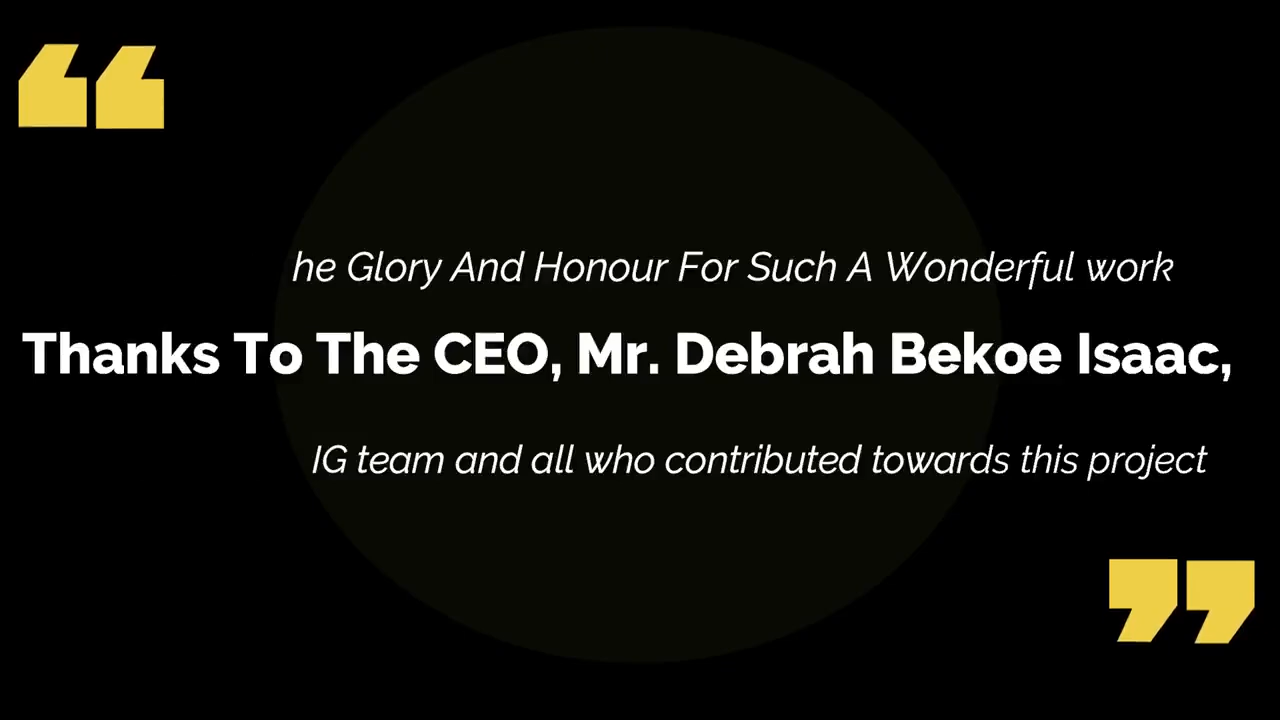 he Glory And Honour For Such A Wonderful work
Thanks To The CEO, Mr. Debrah Bekoe Isaac,
IG team and all who contributed towards this project